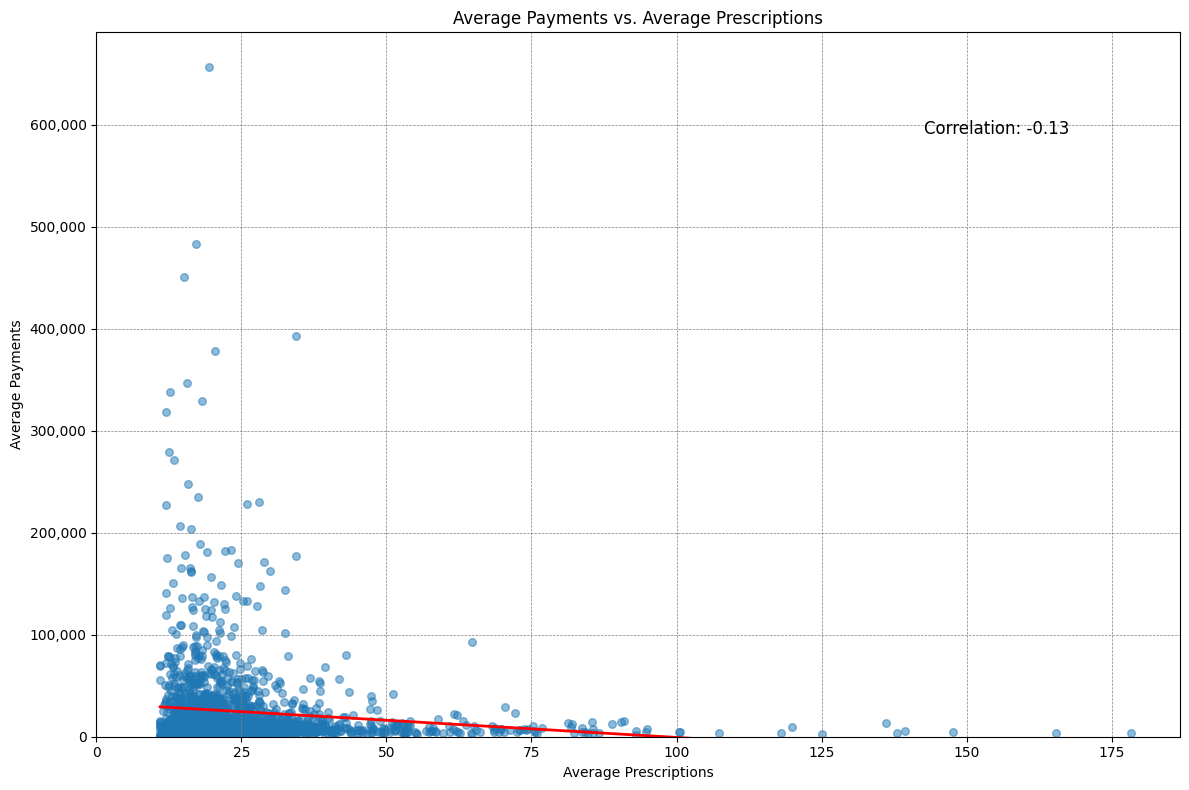 Average Payments vs. Average Prescriptions
600,000
500,000
400,000
300,000
200,000
100,000
0
Average Payments
Correlation: -0.13
0 25 50 75 100 125 150 175
Average Prescriptions